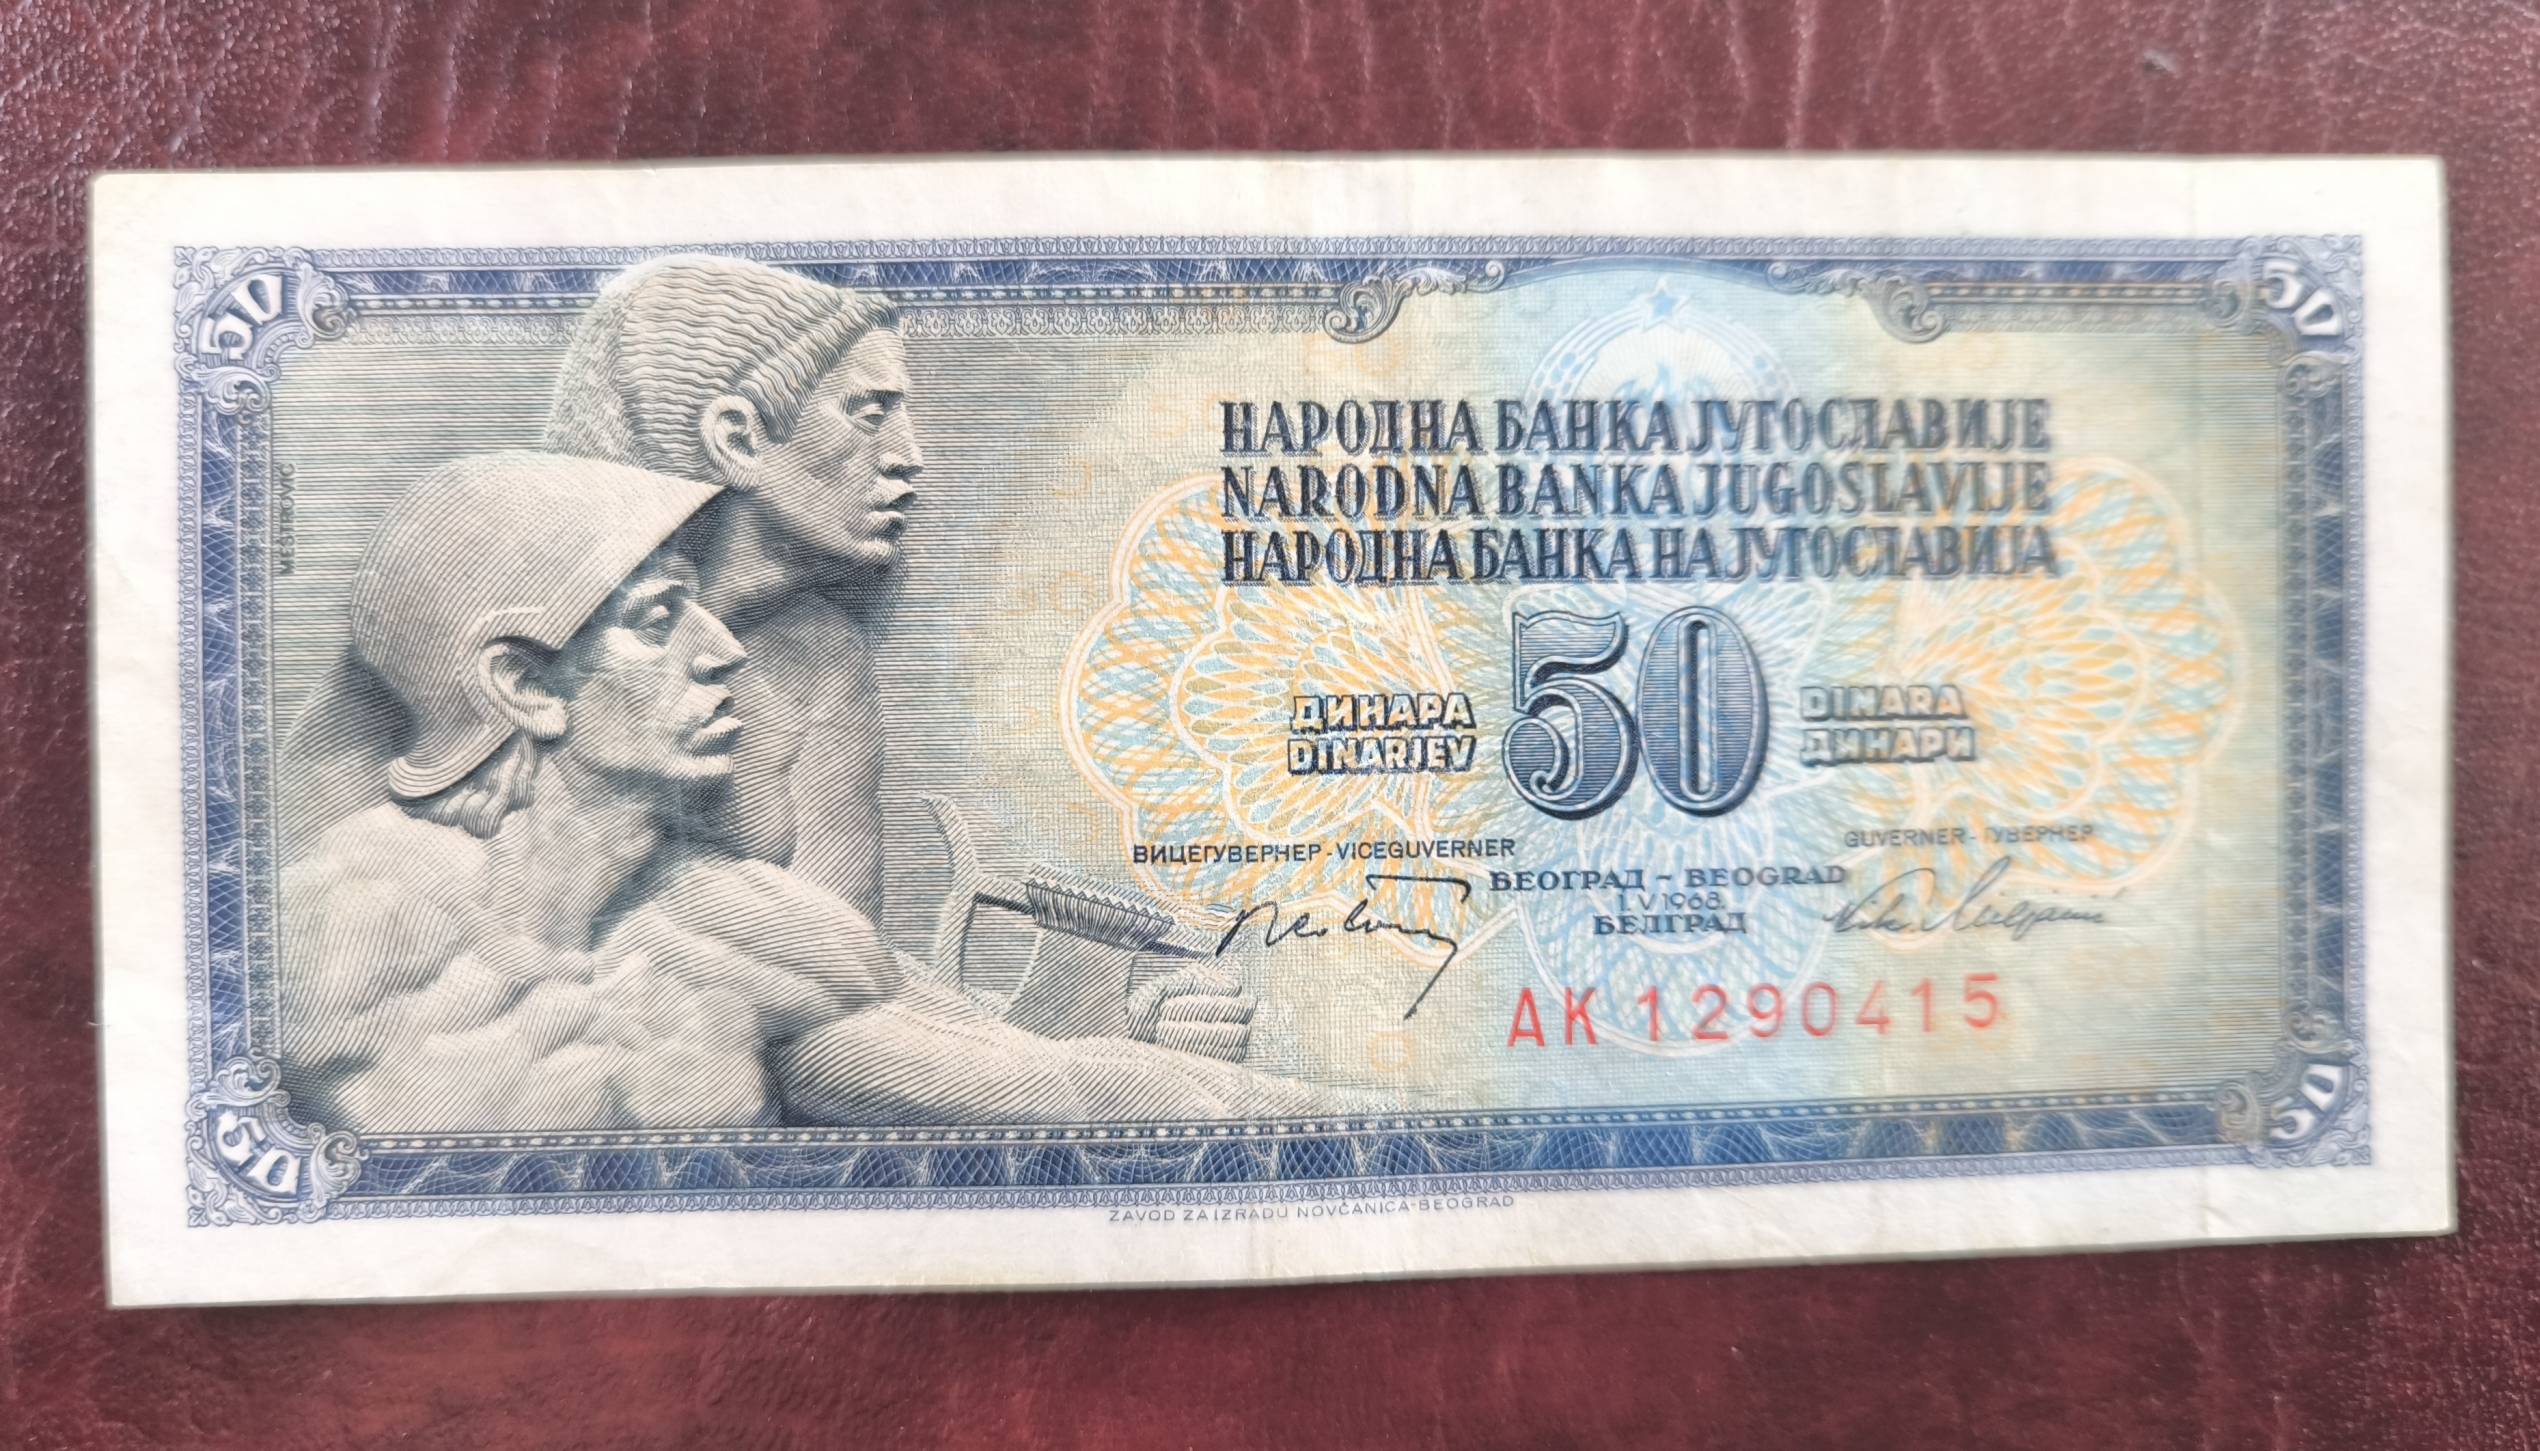 50
50
MEŠTROVIĆ
НАРОДНА БАНКА ЈУГОСЛАВИЈЕ
NARODNA BANKA JUGOSLAVIJE
НАРОДНА БАНКА НА ЈУГОСЛАВИЈА
ДИНАРА
DINARJEV
50
DINARA
ДИНАРИ
ВИЦЕГУВЕРНЕР-VICEGUVERNER
GUVERNER-ГУВЕРНЕР
БЕОГРАД - BEOGRAD
1.V 1968.
БЕЛГРАД
AK 1290415
50
50
ZAVOD ZA IZRADU NOVČANICA-BEOGRAD